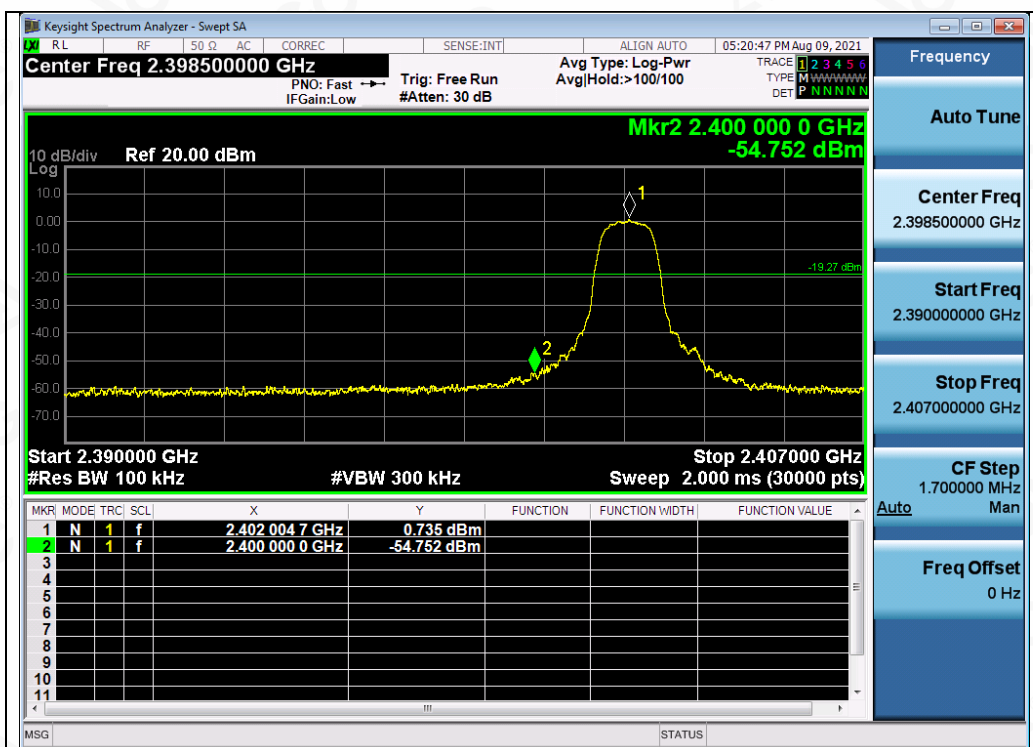 Keysight Spectrum Analyzer - Swept SA
LXI RL RF 50 Ω AC CORREC SENSE:INT ALIGN AUTO 05:20:47 PM Aug 09, 2021
Center Freq 2.398500000 GHz
PNO: Fast
IFGain:Low
Trig: Free Run
#Atten: 30 dB
Avg Type: Log-Pwr
Avg|Hold:>100/100
TRACE 1 2 3 4 5 6
TYPE M W W W W W
DET P N N N N N
Mkr2 2.400 000 0 GHz
-54.752 dBm
10 dB/div Ref 20.00 dBm
Log
10.0
0.00
-10.0
-20.0
-30.0
-40.0
-50.0
-60.0
-70.0
1
-19.27 dBm
2
Start 2.390000 GHz Stop 2.407000 GHz
#Res BW 100 kHz #VBW 300 kHz Sweep 2.000 ms (30000 pts)
MKR MODE TRC SCL X Y FUNCTION FUNCTION WIDTH FUNCTION VALUE
1 N 1 f 2.402 004 7 GHz 0.735 dBm
2 N 1 f 2.400 000 0 GHz -54.752 dBm
3
4
5
6
7
8
9
10
11
MSG STATUS
Frequency
Auto Tune
Center Freq
2.398500000 GHz
Start Freq
2.390000000 GHz
Stop Freq
2.407000000 GHz
CF Step
1.700000 MHz
Auto Man
Freq Offset
0 Hz